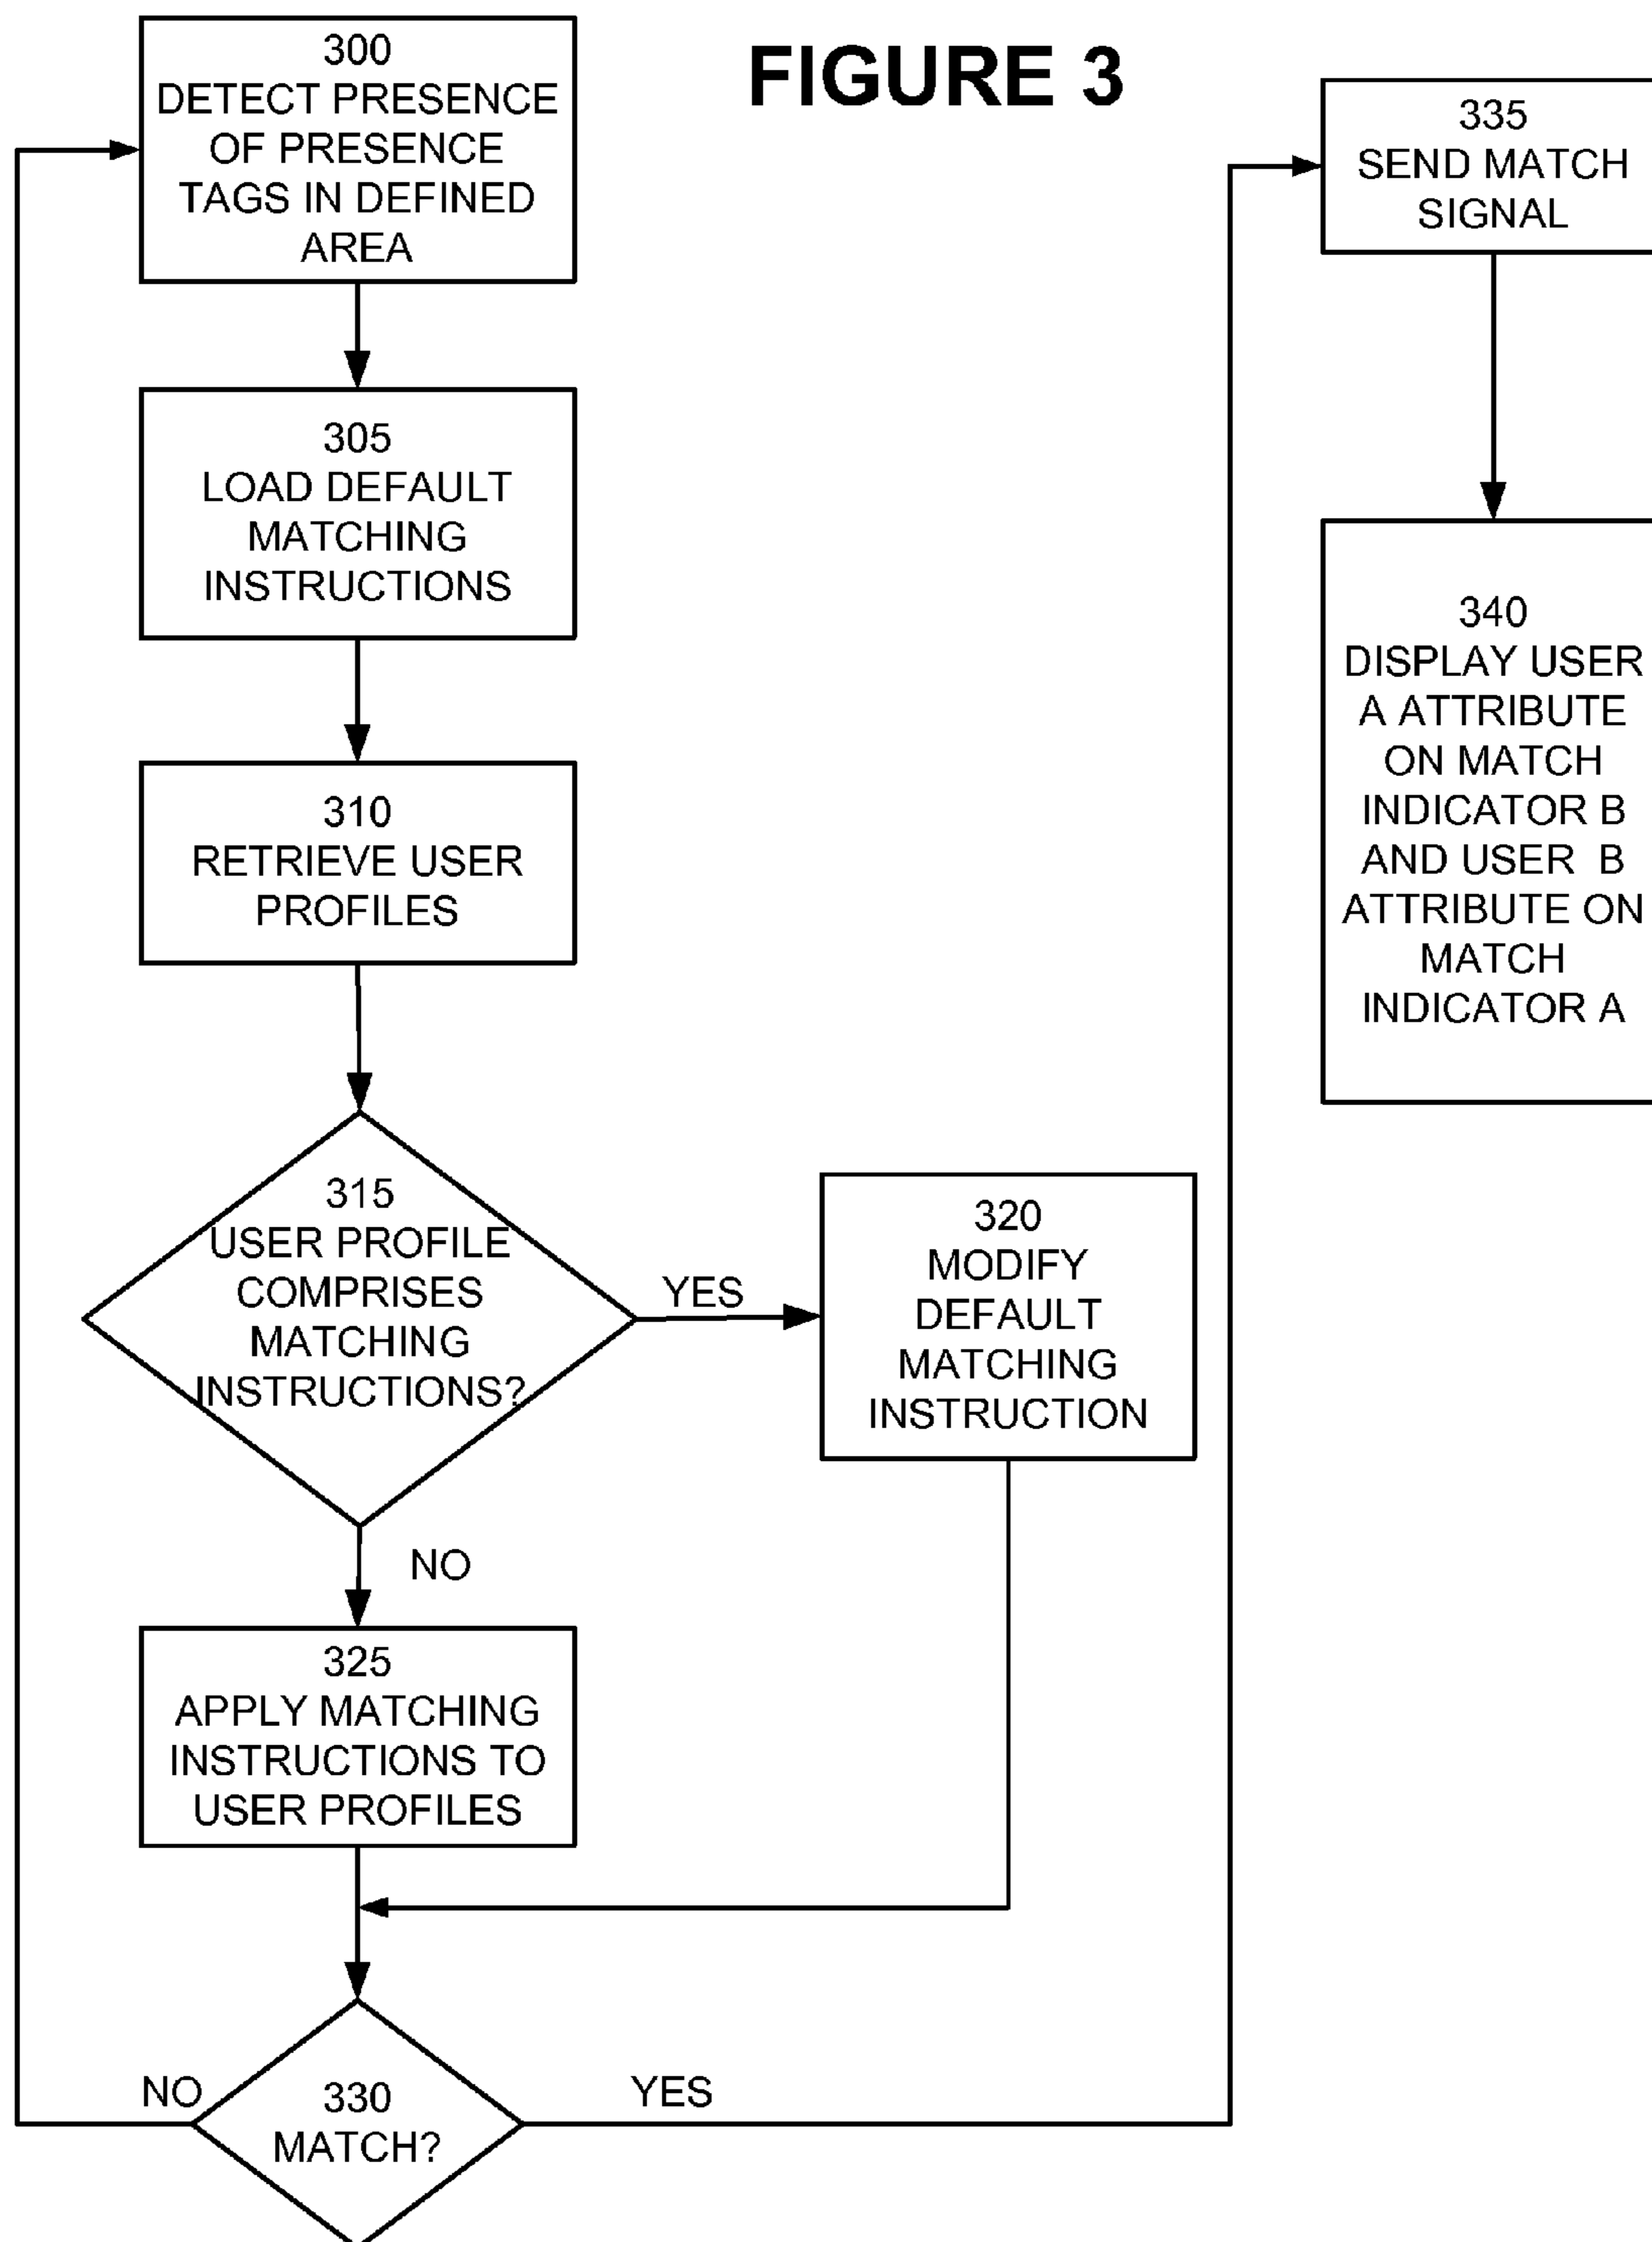 FIGURE 3
300
DETECT PRESENCE
OF PRESENCE
TAGS IN DEFINED
AREA
305
LOAD DEFAULT
MATCHING
INSTRUCTIONS
310
RETRIEVE USER
PROFILES
315
USER PROFILE
COMPRISES
MATCHING
INSTRUCTIONS?
YES
320
MODIFY
DEFAULT
MATCHING
INSTRUCTION
NO
325
APPLY MATCHING
INSTRUCTIONS TO
USER PROFILES
330
MATCH?
NO
YES
335
SEND MATCH
SIGNAL
340
DISPLAY USER
A ATTRIBUTE
ON MATCH
INDICATOR B
AND USER B
ATTRIBUTE ON
MATCH
INDICATOR A